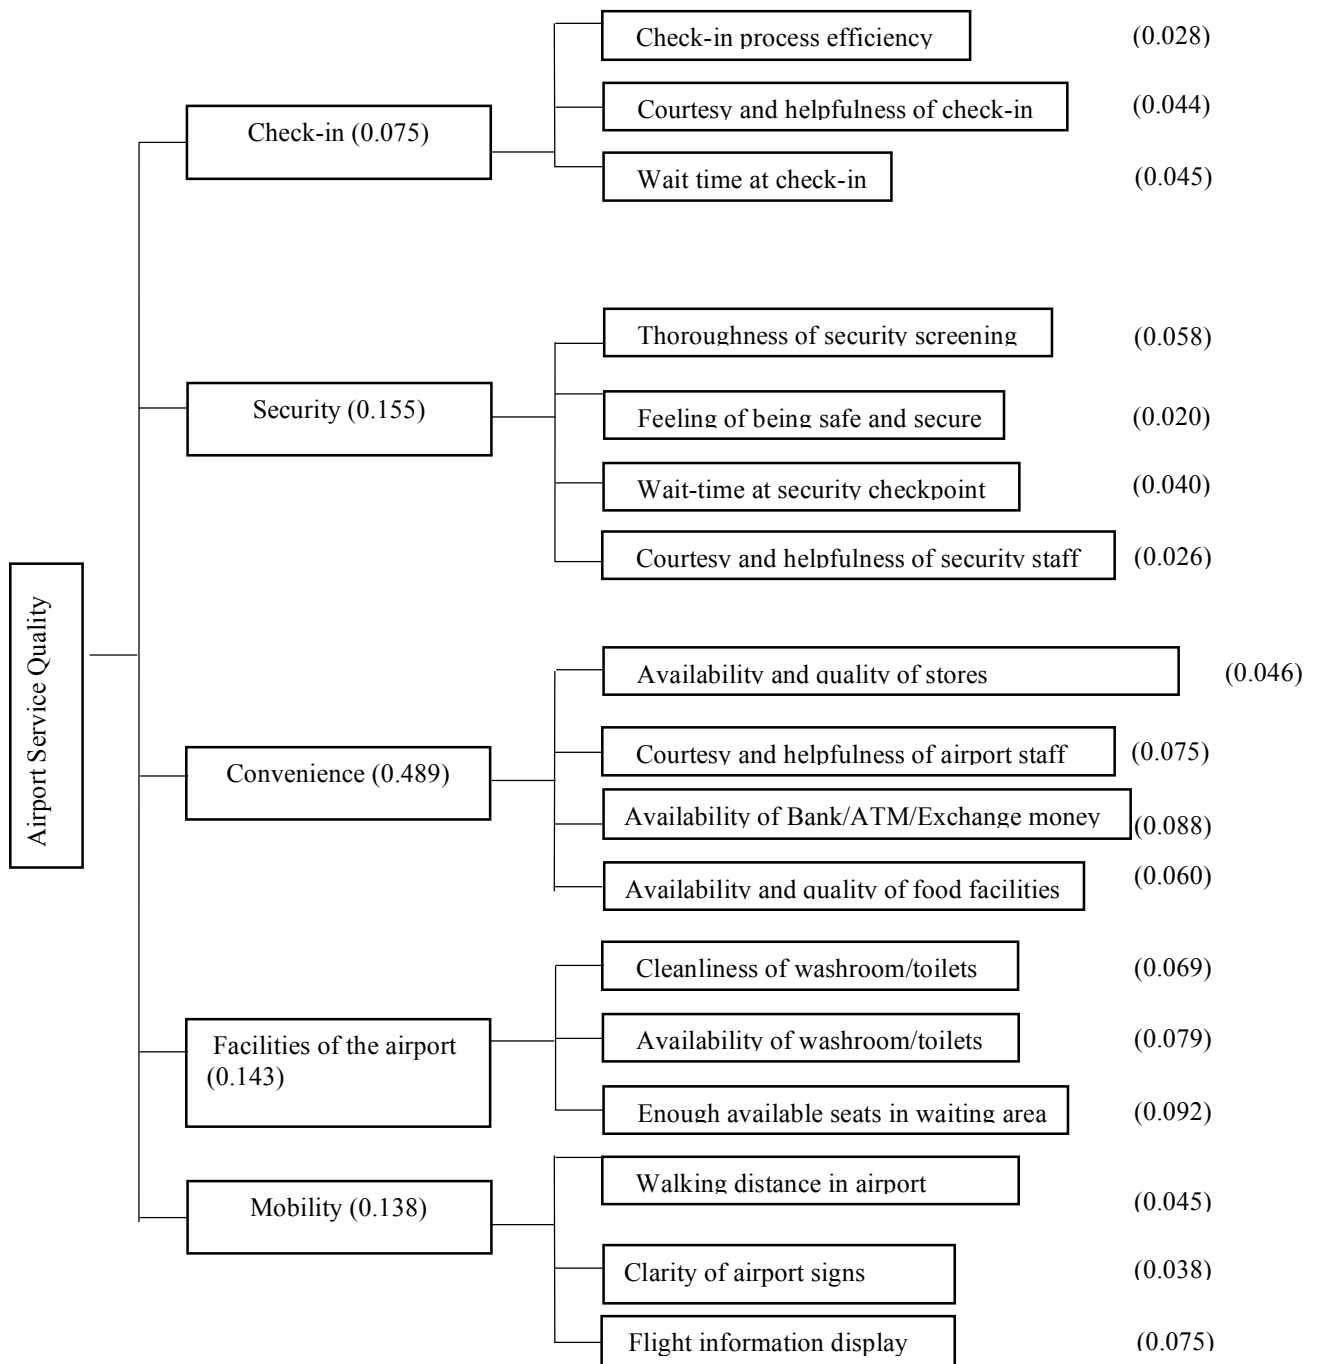 Check-in process efficiency (0.028)
Courtesy and helpfulness of check-in (0.044)
Check-in (0.075)
Wait time at check-in (0.045)
Thoroughness of security screening (0.058)
Security (0.155)
Feeling of being safe and secure (0.020)
Wait-time at security checkpoint (0.040)
Courtesy and helpfulness of security staff (0.026)
Airport Service Quality
Availability and quality of stores (0.046)
Courtesy and helpfulness of airport staff (0.075)
Convenience (0.489)
Availability of Bank/ATM/Exchange money (0.088)
Availability and quality of food facilities (0.060)
Cleanliness of washroom/toilets (0.069)
Facilities of the airport
(0.143)
Availability of washroom/toilets (0.079)
Enough available seats in waiting area (0.092)
Walking distance in airport (0.045)
Mobility (0.138)
Clarity of airport signs (0.038)
Flight information display (0.075)